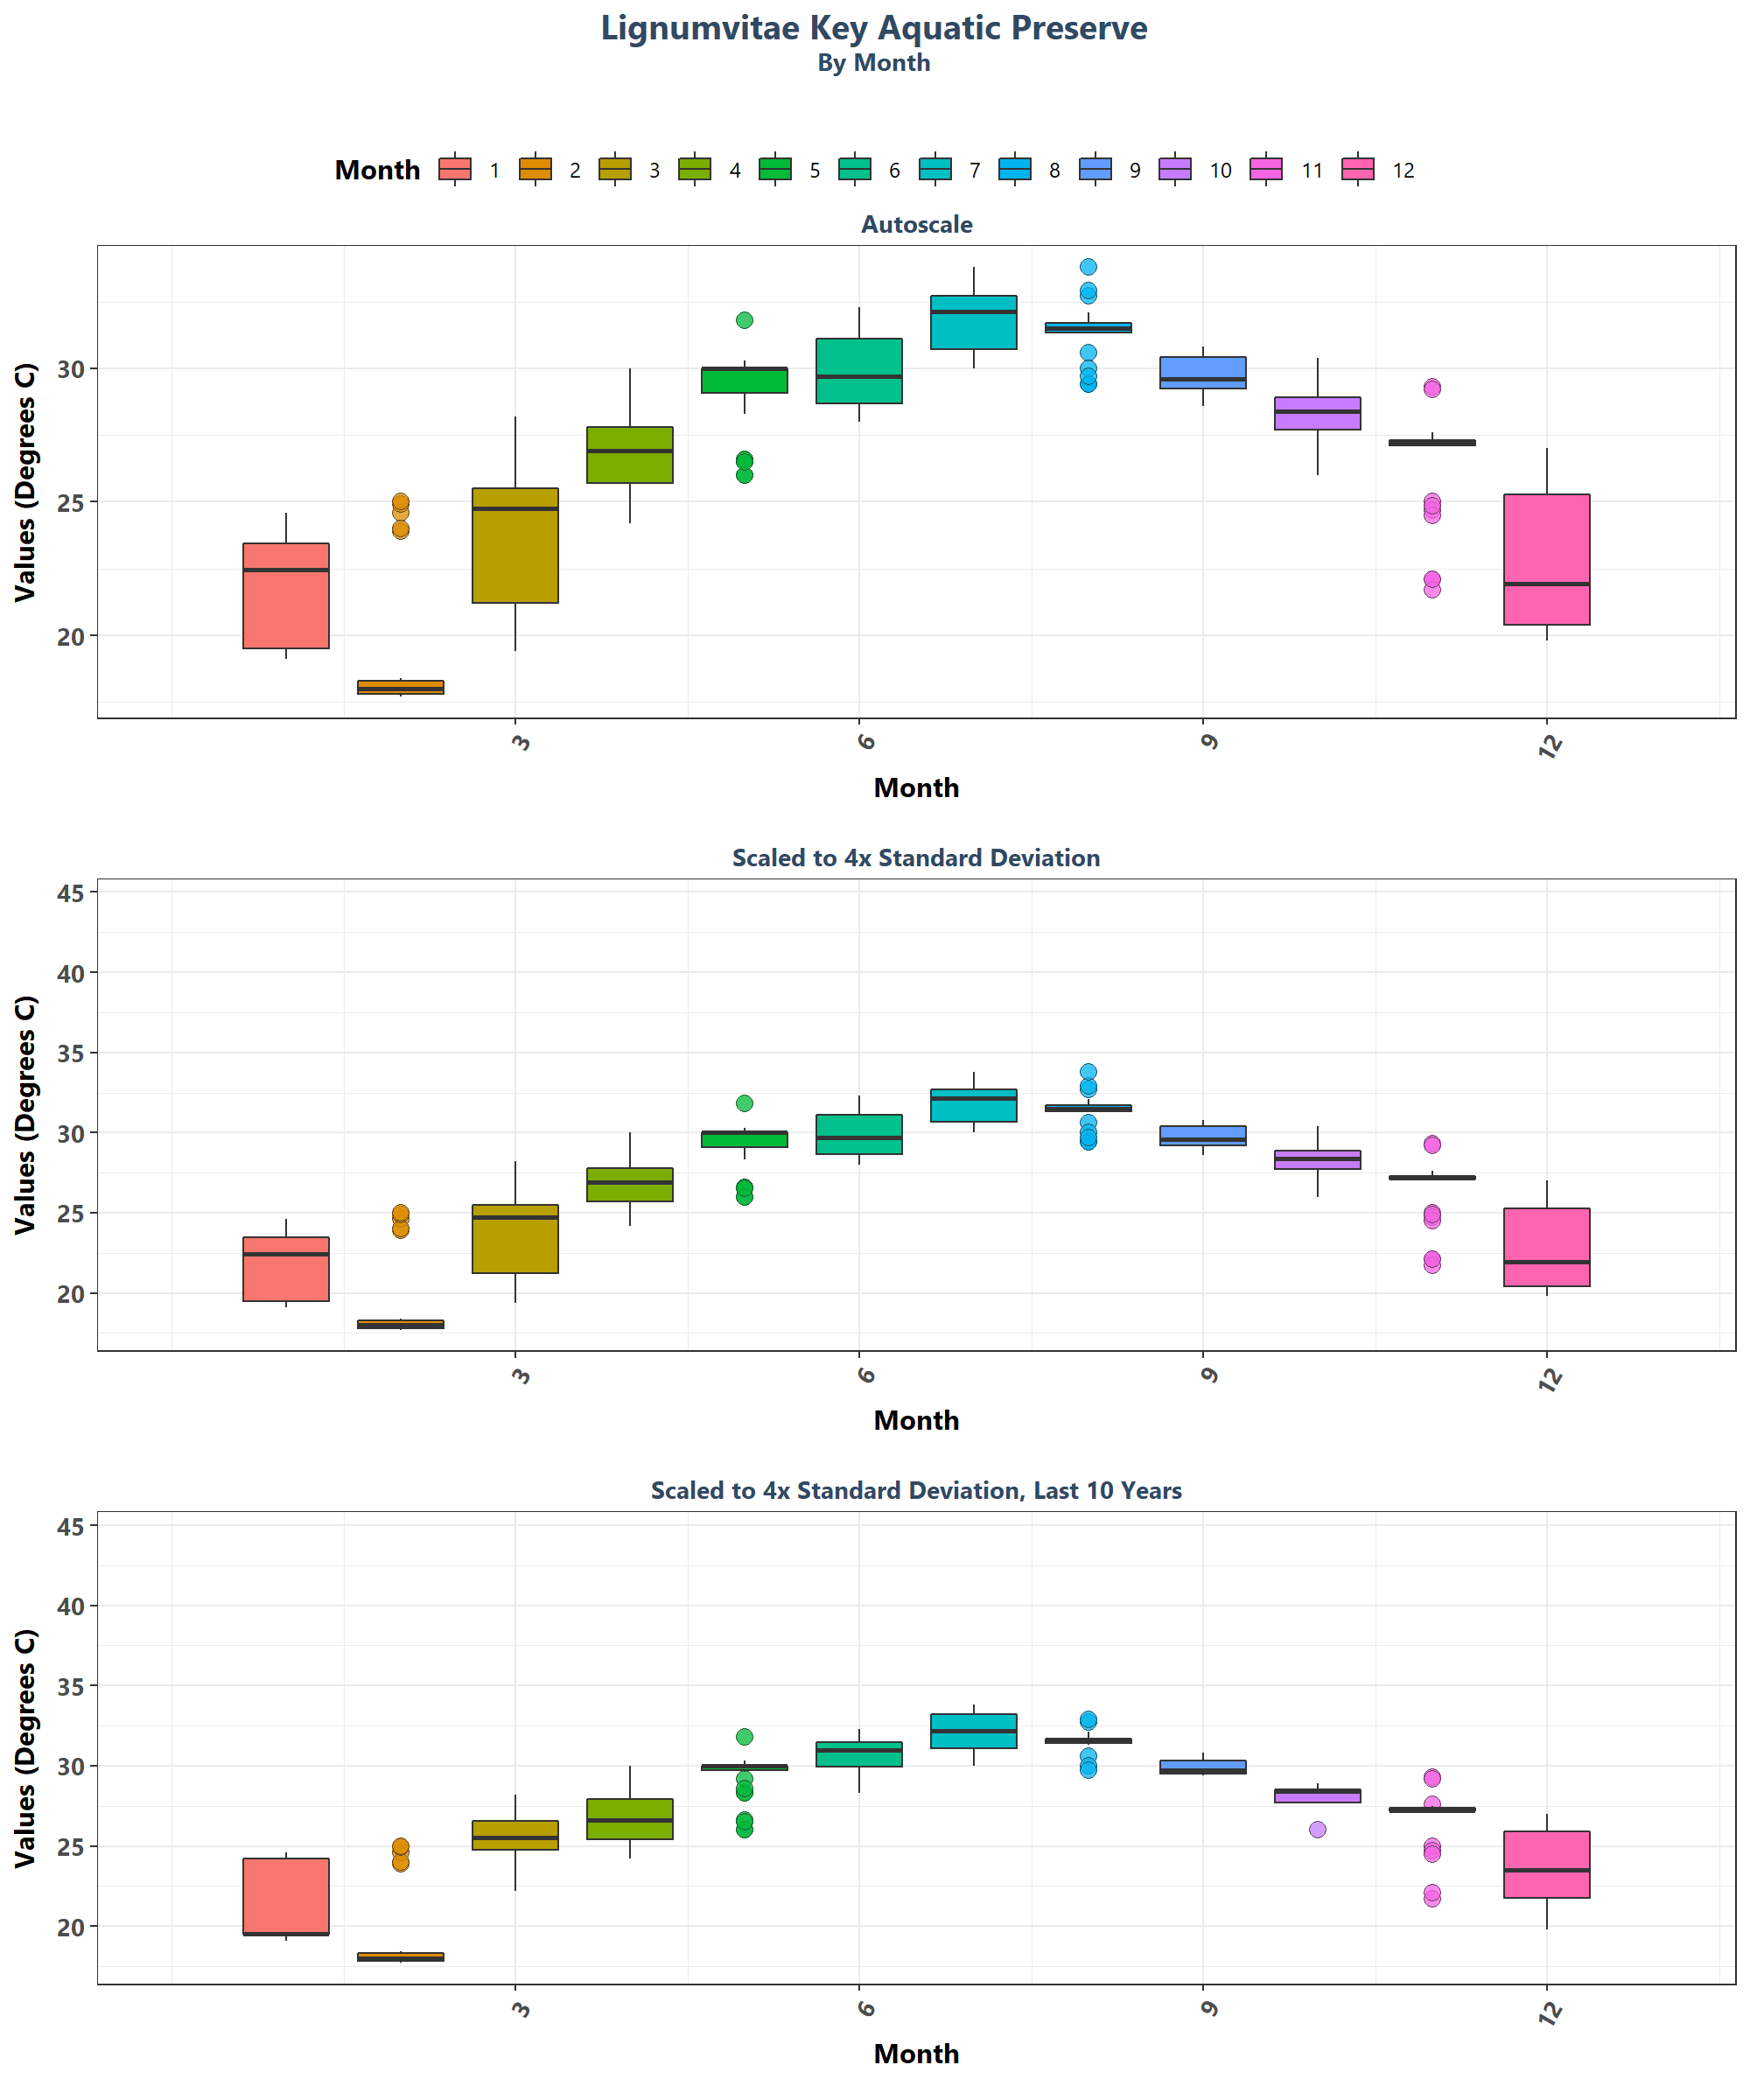 Lignumvitae Key Aquatic Preserve
By Month
Month 1 2 3 4 5 6 7 8 9 10 11 12
Autoscale
Values (Degrees C)
30
25
20
3 6 9 12
Month
Scaled to 4x Standard Deviation
Values (Degrees C)
45
40
35
30
25
20
3 6 9 12
Month
Scaled to 4x Standard Deviation, Last 10 Years
Values (Degrees C)
45
40
35
30
25
20
3 6 9 12
Month